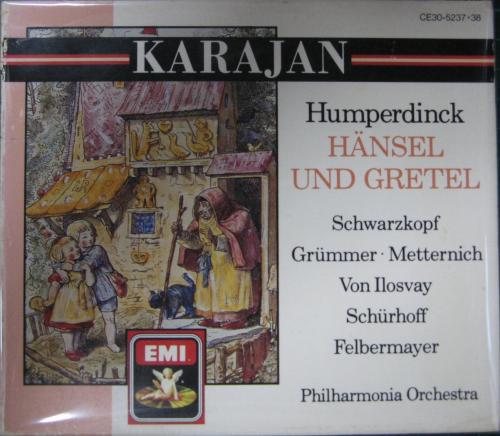 CE30-5237・38
KARAJAN
Humperdinck
HÄNSEL
UND GRETEL
Schwarzkopf
Grümmer · Metternich
Von Ilosvay
Schürhoff
Felbermayer
Philharmonia Orchestra
EMI